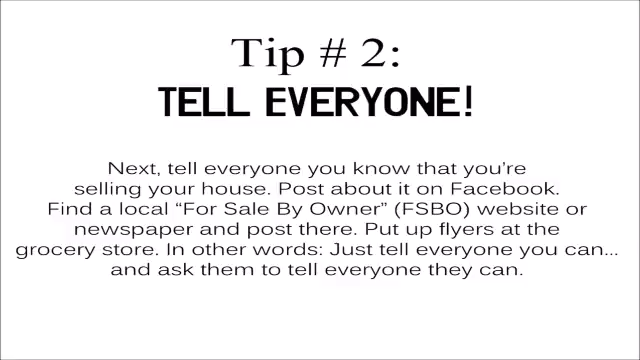 Tip # 2:
TELL EVERYONE!
Next, tell everyone you know that you're
selling your house. Post about it on Facebook.
Find a local “For Sale By Owner” (FSBO) website or
newspaper and post there. Put up flyers at the
grocery store. In other words: Just tell everyone you can...
and ask them to tell everyone they can.